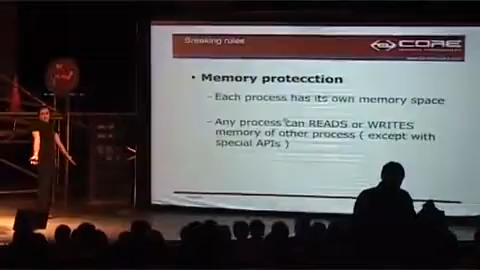 Breaking rules
CORE
• Memory protecction
– Each process has its own memory space
– Any process can READS or WRITES
memory of other process ( except with
special APIs )